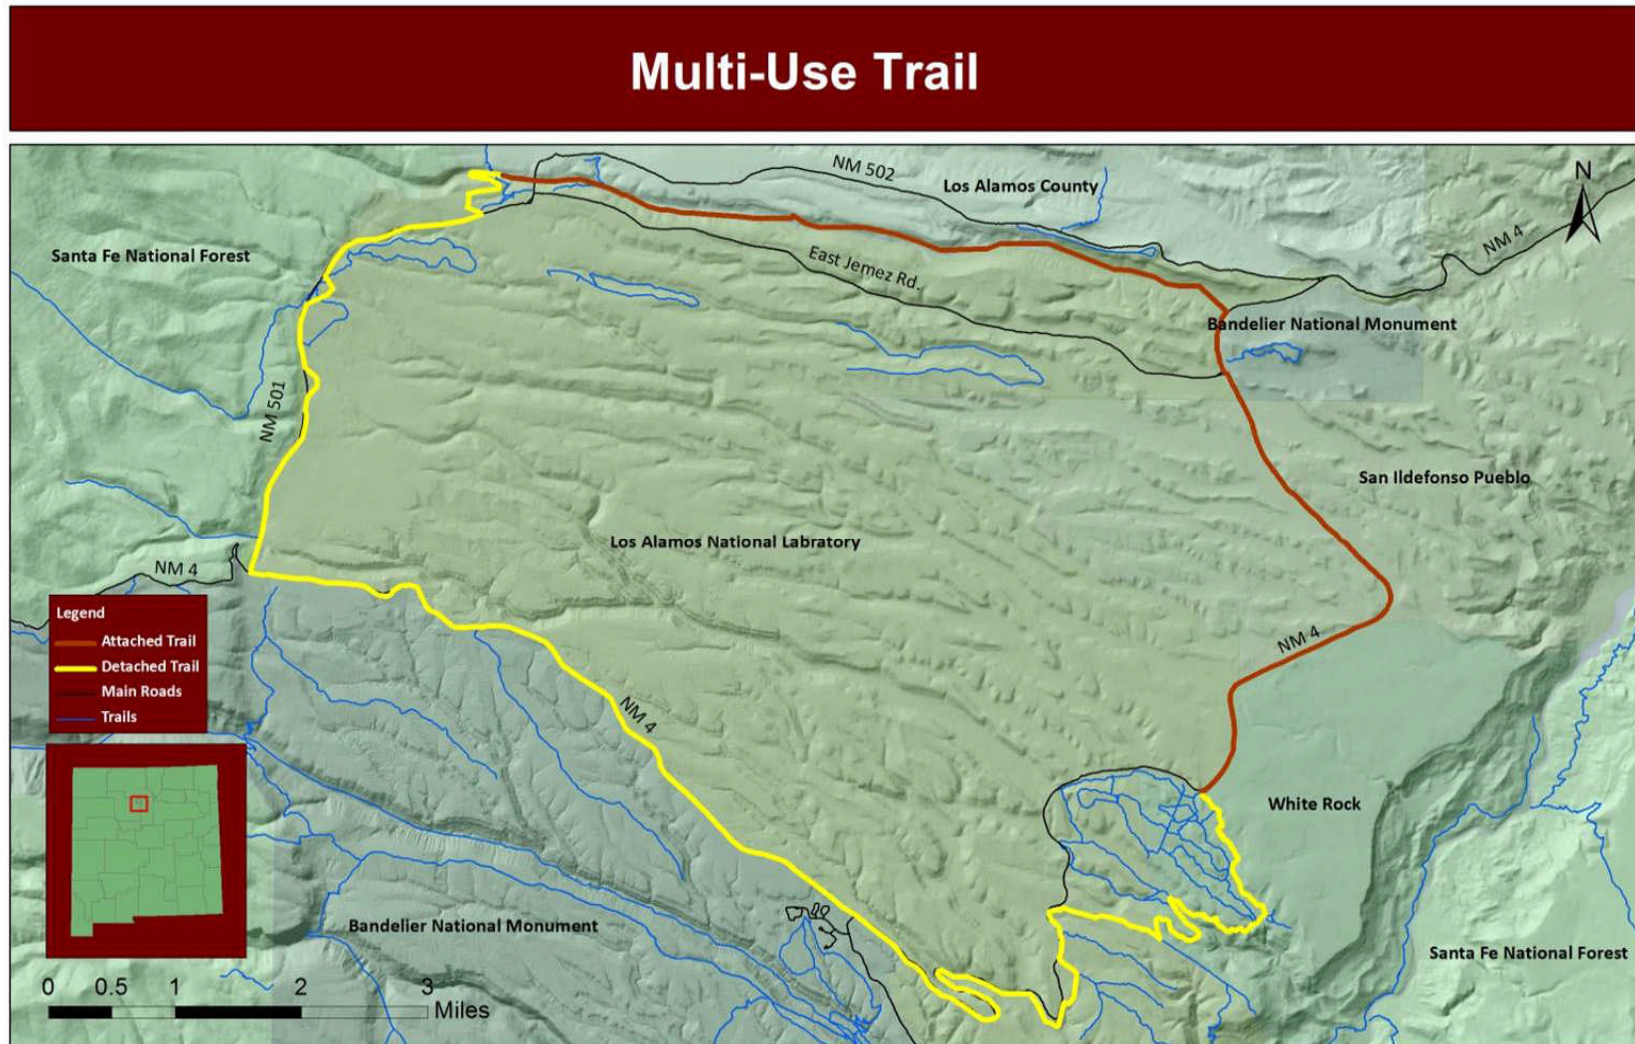 Multi-Use Trail
NM 502
Los Alamos County
N
NM 4
Santa Fe National Forest
East Jemez Rd.
Bandelier National Monument
NM 501
San Ildefonso Pueblo
Los Alamos National Labratory
NM 4
NM 4
NM 4
Legend
Attached Trail
Detached Trail
Main Roads
Trails
White Rock
Bandelier National Monument
Santa Fe National Forest
0 0.5 1 2 3
Miles